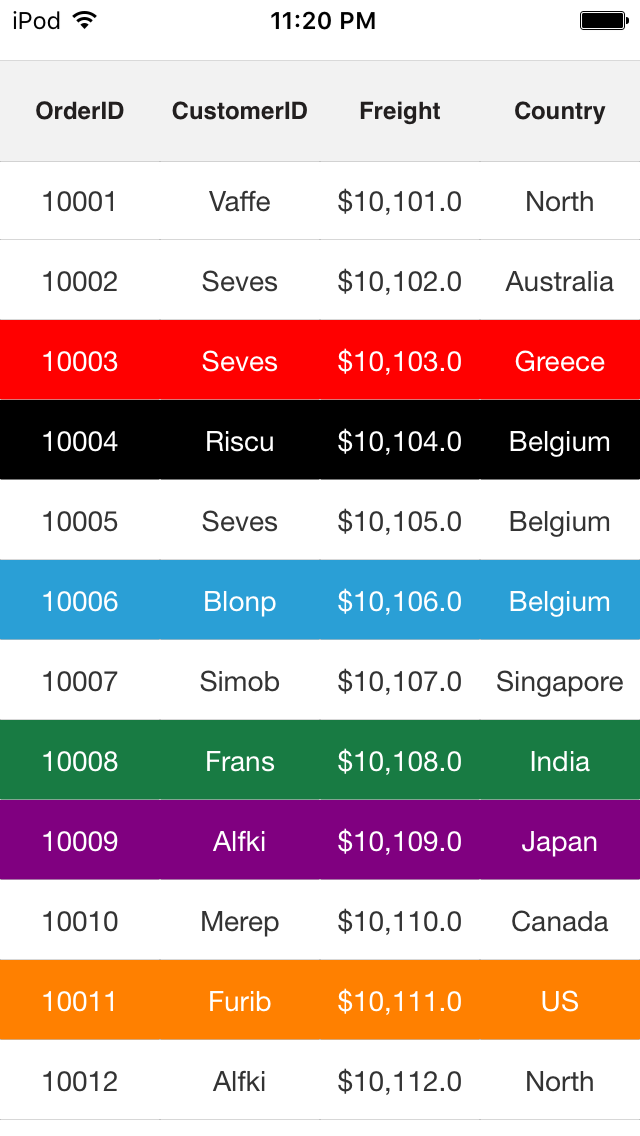 iPod 11:20 PM
OrderID CustomerID Freight Country
10001 Vaffe $10,101.0 North
10002 Seves $10,102.0 Australia
10003 Seves $10,103.0 Greece
10004 Riscu $10,104.0 Belgium
10005 Seves $10,105.0 Belgium
10006 Blonp $10,106.0 Belgium
10007 Simob $10,107.0 Singapore
10008 Frans $10,108.0 India
10009 Alfki $10,109.0 Japan
10010 Merep $10,110.0 Canada
10011 Furib $10,111.0 US
10012 Alfki $10,112.0 North